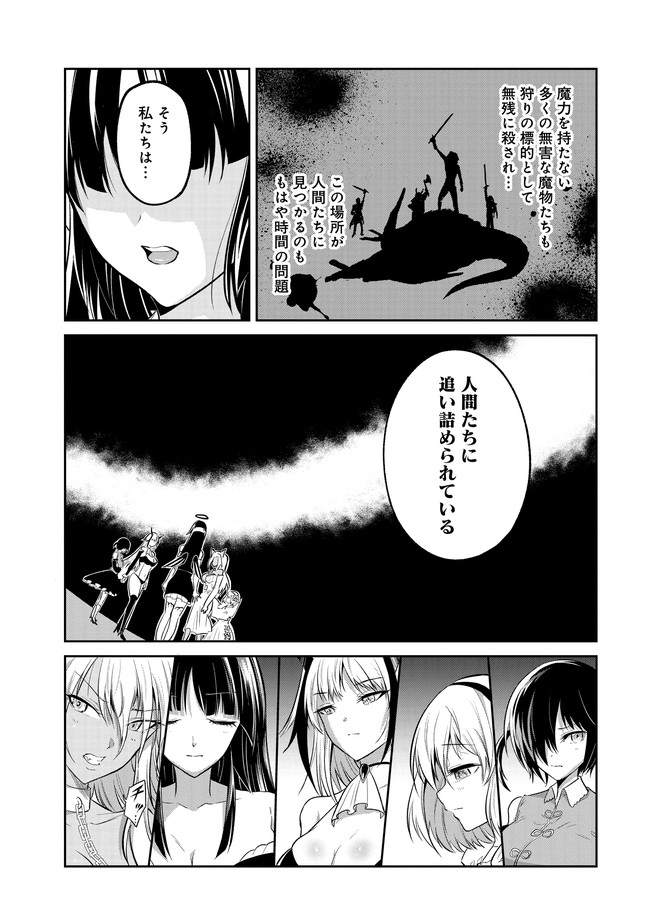 魔力を持たない
多くの無害な魔物たちも
狩りの標的として
無残に殺され…
この場所が
人間たちに
見つかるのも
もはや時間の問題
そう
私たちは…
人間たちに
追い詰められている